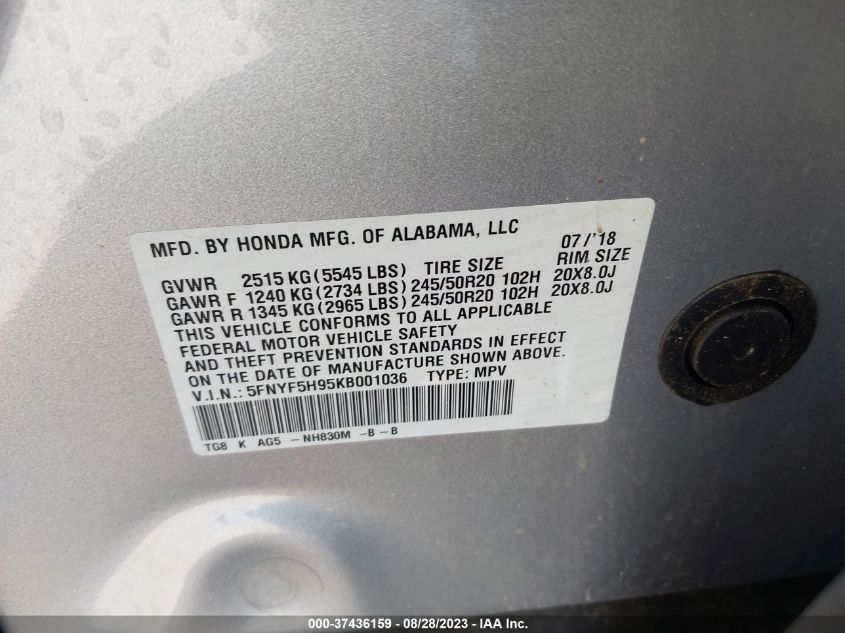 MFD. BY HONDA MFG. OF ALABAMA, LLC 07/'18
GVWR 2515 KG (5545 LBS) TIRE SIZE RIM SIZE
GAWR F 1240 KG (2734 LBS) 245/50R20 102H 20X8.0J
GAWR R 1345 KG (2965 LBS) 245/50R20 102H 20X8.0J
THIS VEHICLE CONFORMS TO ALL APPLICABLE
FEDERAL MOTOR VEHICLE SAFETY
AND THEFT PREVENTION STANDARDS IN EFFECT
ON THE DATE OF MANUFACTURE SHOWN ABOVE.
V.I.N.: 5FNYF5H95KB001036 TYPE: MPV
TG8 K AG5 - NH830M - B - B
000-37436159 - 08/28/2023 - IAAI Inc.